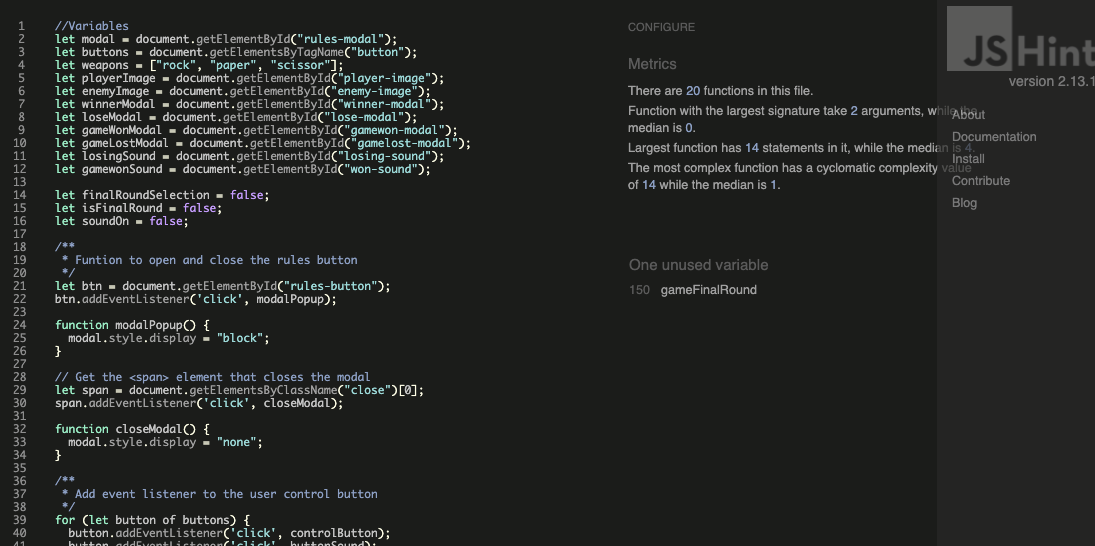 1 //Variables
2 let modal = document.getElementById("rules-modal");
3 let buttons = document.getElementsByTagName("button");
4 let weapons = ["rock", "paper", "scissor"];
5 let playerImage = document.getElementById("player-image");
6 let enemyImage = document.getElementById("enemy-image");
7 let winnerModal = document.getElementById("winner-modal");
8 let loseModal = document.getElementById("lose-modal");
9 let gameWonModal = document.getElementById("gamewon-modal");
10 let gameLostModal = document.getElementById("gamelost-modal");
11 let losingSound = document.getElementById("losing-sound");
12 let gamewonSound = document.getElementById("won-sound");
13
14 let finalRoundSelection = false;
15 let isFinalRound = false;
16 let soundOn = false;
17
18 /**
19 * Funtion to open and close the rules button
20 */
21 let btn = document.getElementById("rules-button");
22 btn.addEventListener('click', modalPopup);
23
24 function modalPopup() {
25 modal.style.display = "block";
26 }
27
28 // Get the <span> element that closes the modal
29 let span = document.getElementsByClassName("close")[0];
30 span.addEventListener('click', closeModal);
31
32 function closeModal() {
33 modal.style.display = "none";
34 }
35
36 /**
37 * Add event listener to the user control button
38 */
39 for (let button of buttons) {
40 button.addEventListener('click', controlButton);
41 button.addEventListener('click', buttonSound);
CONFIGURE
Metrics
There are 20 functions in this file.
Function with the largest signature take 2 arguments, while the
median is 0.
Largest function has 14 statements in it, while the median is 4.
The most complex function has a cyclomatic complexity value
of 14 while the median is 1.
One unused variable
150 gameFinalRound
JSHint
version 2.13.1
About
Documentation
Install
Contribute
Blog